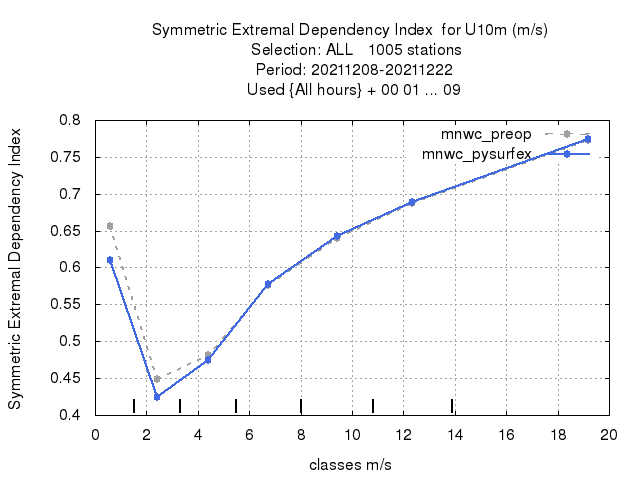 Symmetric Extremal Dependency Index  for U10m (m/s)
Selection: ALL   1005 stations
Period: 20211208-20211222
Used {All hours} + 00 01 ... 09
Symmetric Extremal Dependency Index
0.8
0.75
0.7
0.65
0.6
0.55
0.5
0.45
0.4
mnwc_preop
mnwc_pysurfex
0 2 4 6 8 10 12 14 16 18 20
classes m/s